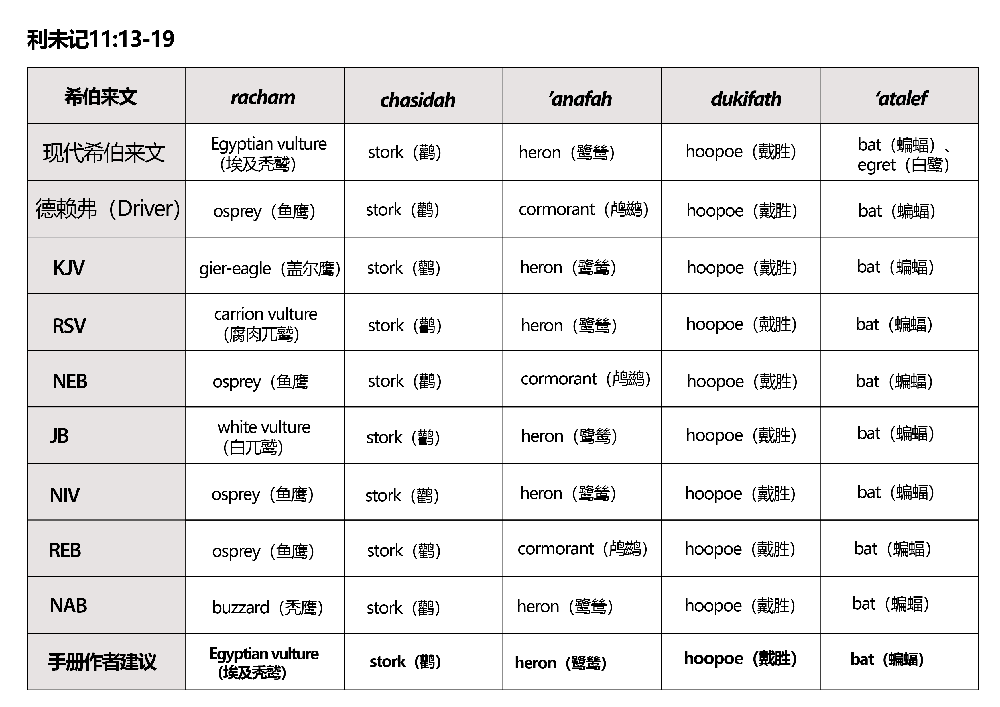 利未记11:13-19
希伯来文 racham chasidah ’anafah dukifath ‘atalef
现代希伯来文 Egyptian vulture（埃及秃鹫） stork（鹳） heron（鹭鸶） hoopoe（戴胜） bat（蝙蝠）、egret（白鹭）
德赖弗（Driver） osprey（鱼鹰） stork（鹳） cormorant（鸬鹚） hoopoe（戴胜） bat（蝙蝠）
KJV gier-eagle（盖尔鹰） stork（鹳） heron（鹭鸶） hoopoe（戴胜） bat（蝙蝠）
RSV carrion vulture（腐肉兀鹫） stork（鹳） heron（鹭鸶） hoopoe（戴胜） bat（蝙蝠）
NEB osprey（鱼鹰 stork（鹳） cormorant（鸬鹚） hoopoe（戴胜） bat（蝙蝠）
JB white vulture（白兀鹫） stork（鹳） heron（鹭鸶） hoopoe（戴胜） bat（蝙蝠）
NIV osprey（鱼鹰） stork（鹳） heron（鹭鸶） hoopoe（戴胜） bat（蝙蝠）
REB osprey（鱼鹰） stork（鹳） cormorant（鸬鹚） hoopoe（戴胜） bat（蝙蝠）
NAB buzzard（秃鹰） stork（鹳） heron（鹭鸶） hoopoe（戴胜） bat（蝙蝠）
手册作者建议 Egyptian vulture（埃及秃鹫） stork（鹳） heron（鹭鸶） hoopoe（戴胜） bat（蝙蝠）